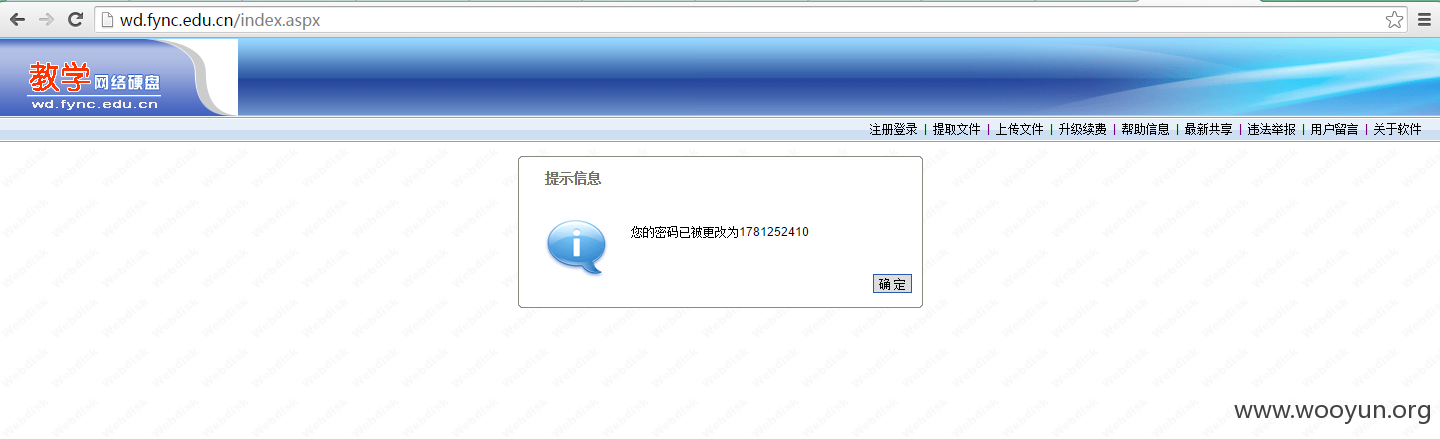 wd.fync.edu.cn/index.aspx
教学网络硬盘
wd.fync.edu.cn
注册登录 | 提取文件 | 上传文件 | 升级续费 | 帮助信息 | 最新共享 | 违法举报 | 用户留言 | 关于软件
提示信息
您的密码已被更改为1781252410
确定
www.wooyun.org